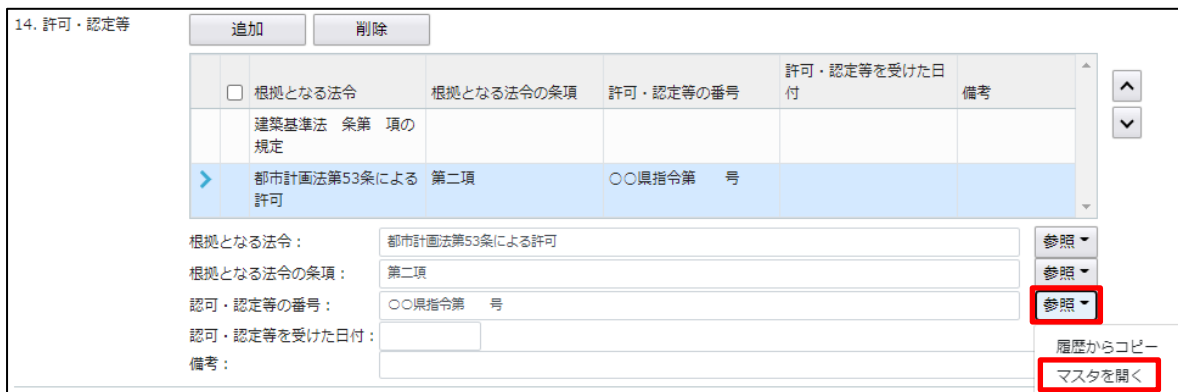 14. 許可・認定等
追加 削除
許可・認定等を受けた日
根拠となる法令 根拠となる法令の条項 許可・認定等の番号 付 備考
建築基準法　条第　項の
規定
都市計画法第53条による 第二項 〇〇県指令第　　号
許可
根拠となる法令： 都市計画法第53条による許可 参照
根拠となる法令の条項： 第二項 参照
認可・認定等の番号： 〇〇県指令第　　号 参照
認可・認定等を受けた日付：
履歴からコピー
備考：
マスタを開く